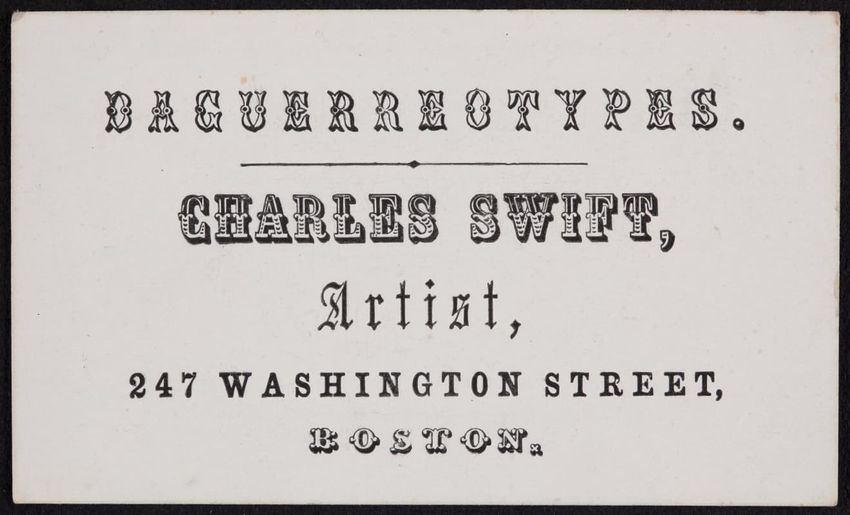 DAGUERREOTYPES.
CHARLES SWIFT,
Artist,
247 WASHINGTON STREET,
BOSTON.